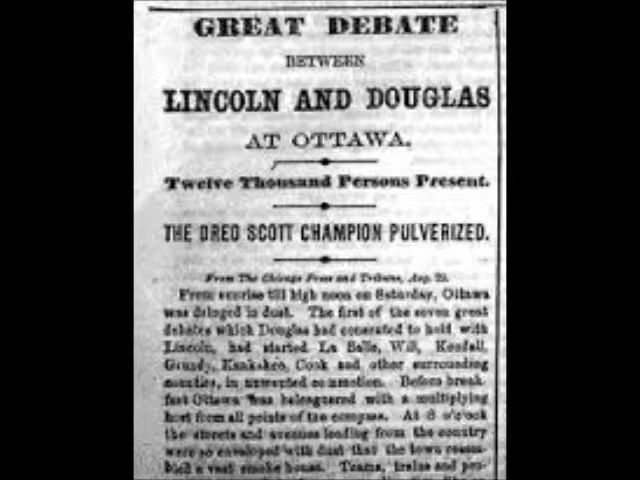 GREAT DEBATE
BETWEEN
LINCOLN AND DOUGLAS
AT OTTAWA.
Twelve Thousand Persons Present.
THE DRED SCOTT CHAMPION PULVERIZED.
From The Chicago Press and Tribune, Aug.
From sunrise till high noon on Saturday, Ottawa
was deluged in dust. The first of the seven great
debates which Douglas had consented to hold with
Lincoln, had started La Salle, Will, Kendall,
Grundy, Kankakee, Cook and other surrounding
counties, in unwonted commotion. Before break-
fast Ottawa was beleaguered with a multiplying
host from all points of the compass. At 8 o'clock
the streets and avenues leading from the country
were so enveloped with dust that the town resem-
bled a vast smoke house. Teams, trains and pro-